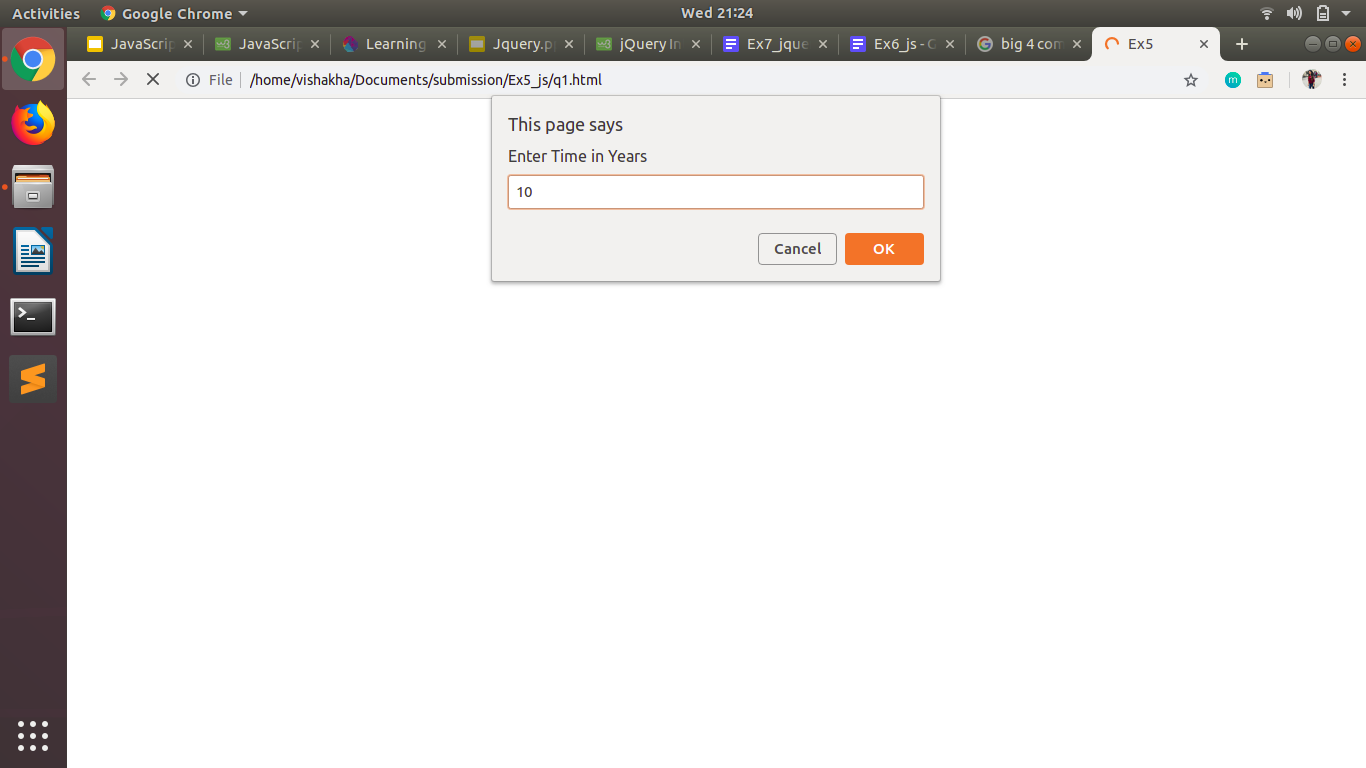 Activities Google Chrome Wed 21:24
JavaScrip JavaScrip Learning Jquery.p jQuery In Ex7_jque Ex6_js - G big 4 com Ex5
File /home/vishakha/Documents/submission/Ex5_js/q1.html m
This page says
Enter Time in Years
10
Cancel OK